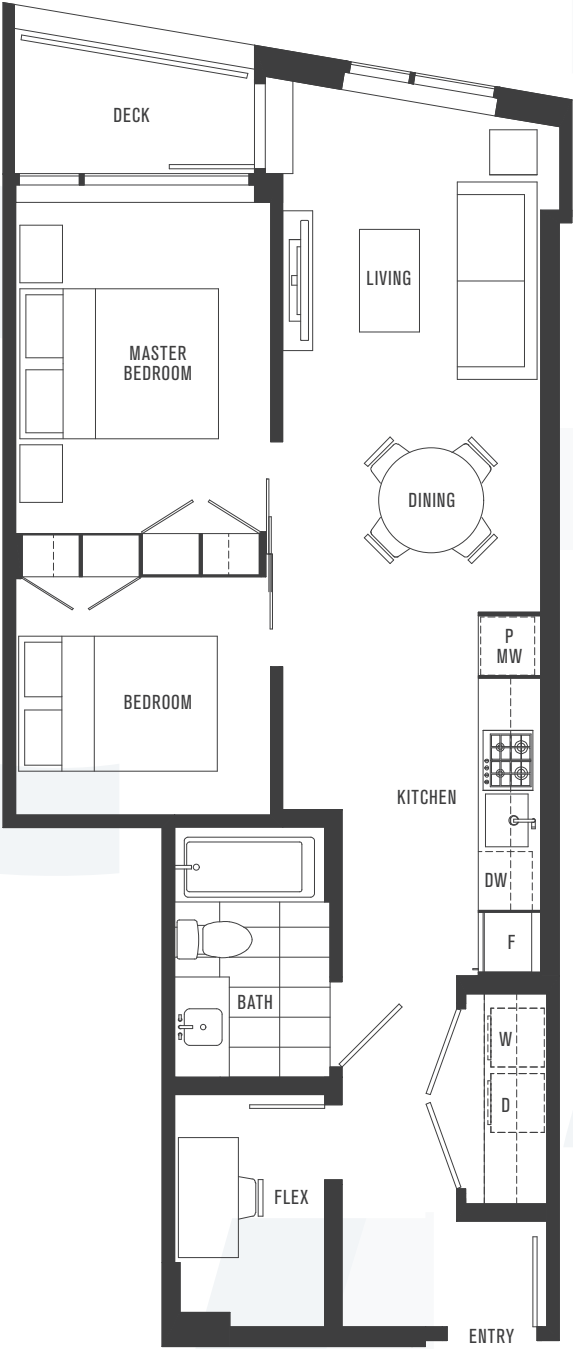 DECK
LIVING
MASTER
BEDROOM
DINING
P
MW
BEDROOM
KITCHEN
DW
F
BATH
W
D
FLEX
ENTRY